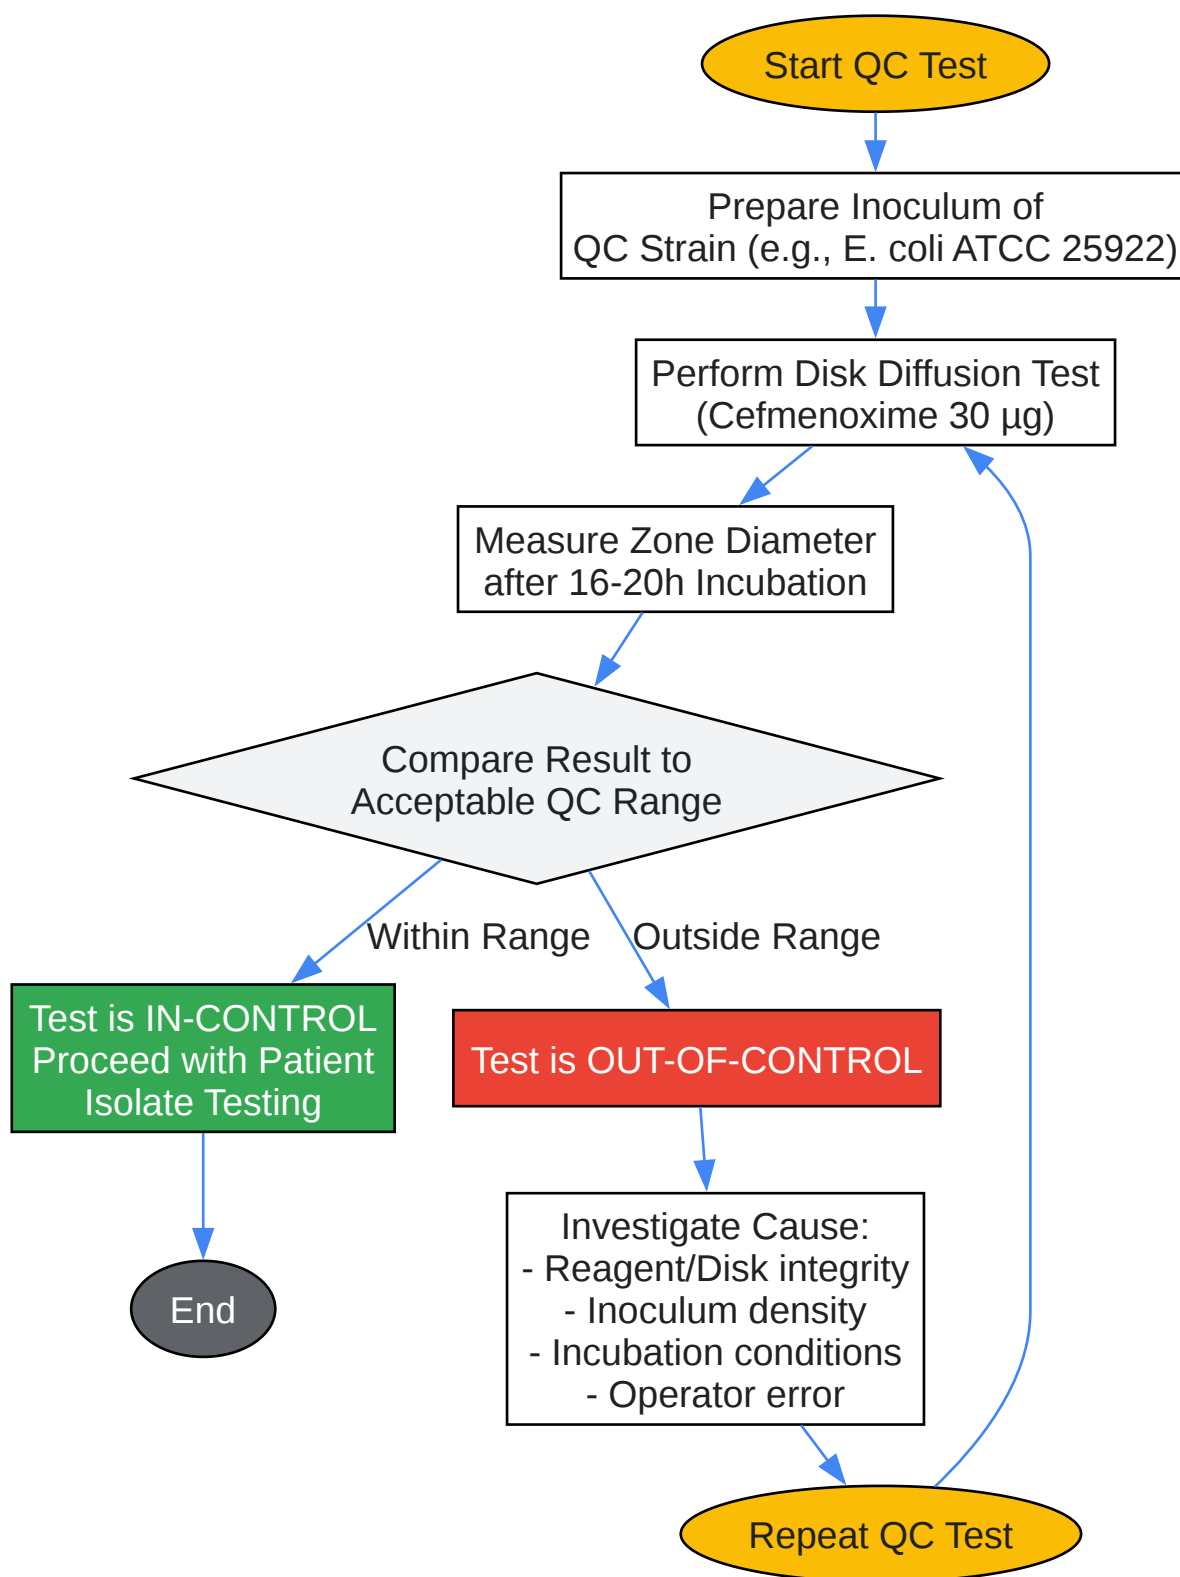 Start QC Test
Prepare Inoculum of
QC Strain (e.g., E. coli ATCC 25922)
Perform Disk Diffusion Test
(Cefmenoxime 30 µg)
Measure Zone Diameter
after 16-20h Incubation
Compare Result to
Acceptable QC Range
Within Range
Outside Range
Test is IN-CONTROL
Proceed with Patient
Isolate Testing
Test is OUT-OF-CONTROL
Investigate Cause:
- Reagent/Disk integrity
- Inoculum density
- Incubation conditions
- Operator error
End
Repeat QC Test